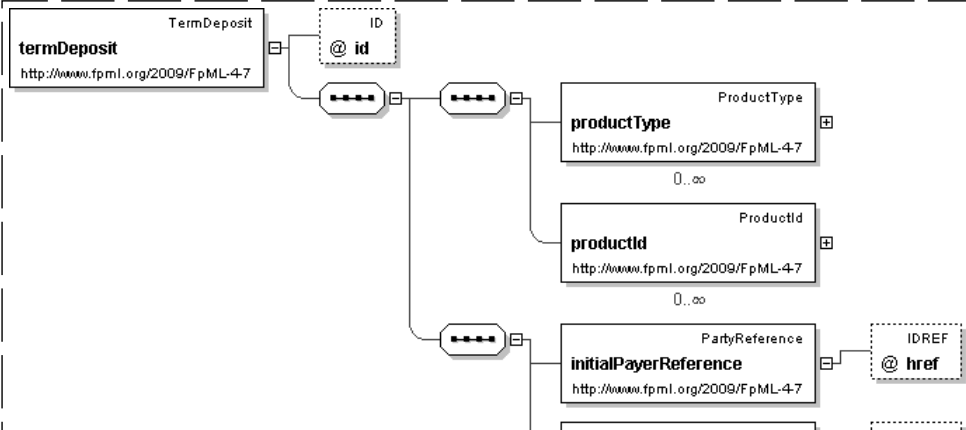 TermDeposit
termDeposit
http://www.fpml.org/2009/FpML-4-7
ID
@ id
ProductType
productType
http://www.fpml.org/2009/FpML-4-7
0..∞
ProductId
productId
http://www.fpml.org/2009/FpML-4-7
0..∞
PartyReference
initialPayerReference
http://www.fpml.org/2009/FpML-4-7
IDREF
@ href